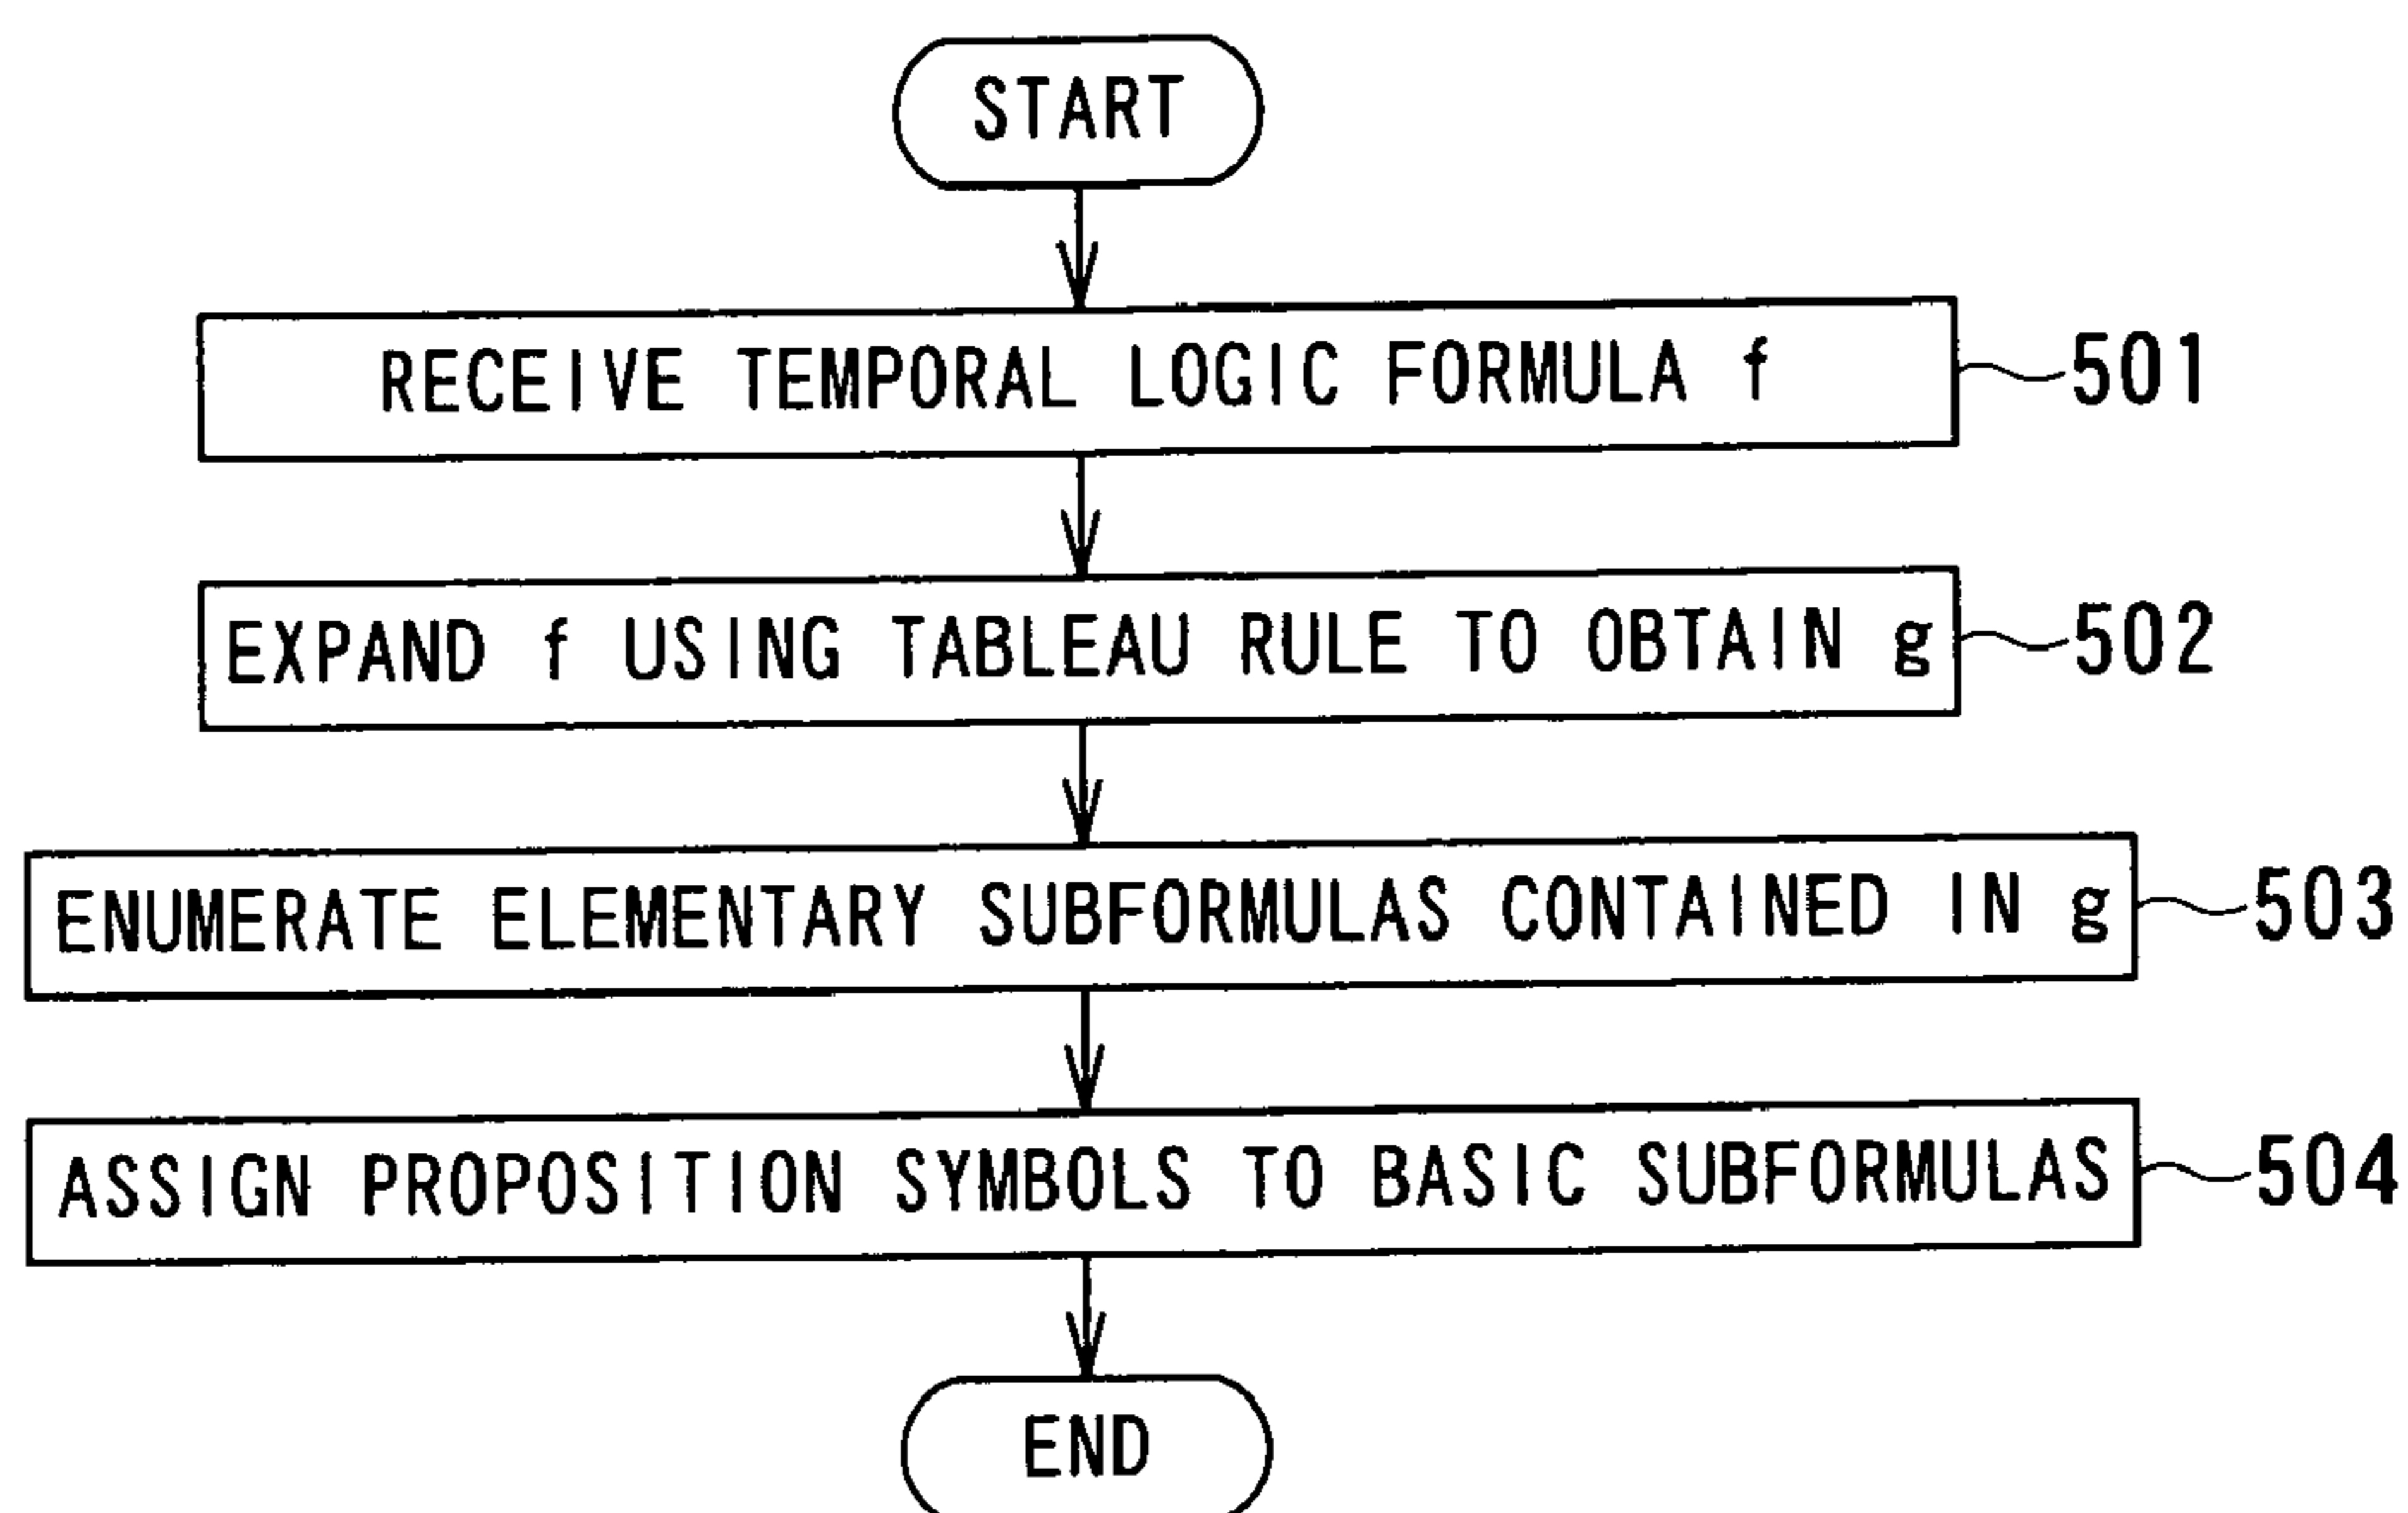 START
RECEIVE TEMPORAL LOGIC FORMULA f
501
EXPAND f USING TABLEAU RULE TO OBTAIN g
502
ENUMERATE ELEMENTARY SUBFORMULAS CONTAINED IN g
503
ASSIGN PROPOSITION SYMBOLS TO BASIC SUBFORMULAS
504
END